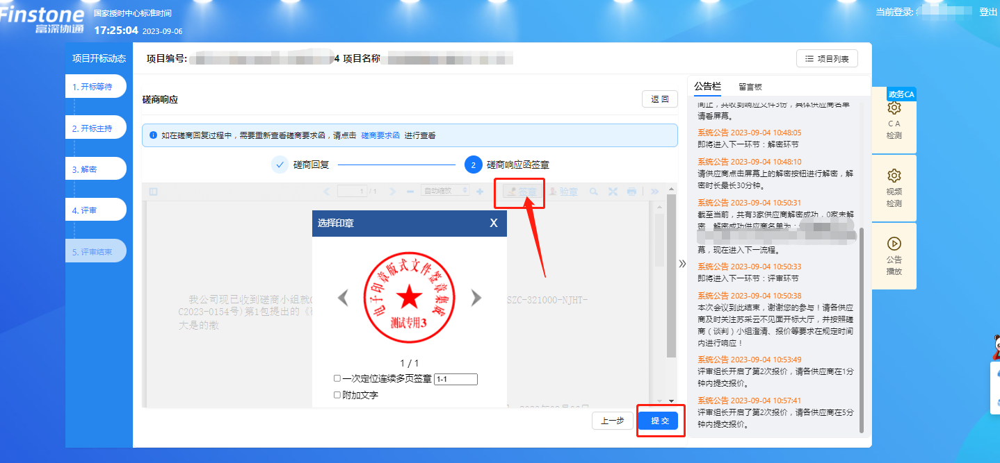 Finstone
富深协通
国家授时中心标准时间
17:25:04 2023-09-06
当前登录:
登出
项目开标动态
1. 开标等待
2. 开标主持
3. 解密
4. 评审
5. 评审结束
项目编号:
4 项目名称
项目列表
磋商响应
返 回
如在磋商回复过程中，需要重新查看磋商要求函，请点击 磋商要求函 进行查看
磋商回复
2 磋商响应函签章
1 / 1
自动缩放
签章
验章
选择印章
X
电子印章版式文件签章集成
测试专用3
1 / 1
一次定位连续多页签章 1-1
附加文字
我公司现已收到磋商小组就
SZC-321000-NJHT-
C2023-0154号)第1包提出的《
大是的撒
上一步
提 交
公告栏
留言板
间止，共收到响应文件3份，具体供应商名单
请看屏幕。
系统公告 2023-09-04 10:48:05
即将进入下一环节：解密环节
系统公告 2023-09-04 10:48:10
请供应商点击屏幕上的解密按钮进行解密，解
密时长最长30分钟。
系统公告 2023-09-04 10:50:31
截至当前，共有3家供应商解密成功，0家未解
密，解密成功供应商名单为：
幕，现在进入下一流程。
系统公告 2023-09-04 10:50:33
即将进入下一环节：评审环节
系统公告 2023-09-04 10:50:38
本次会议到此结束，谢谢您的参与！请各供应
商及时关注苏采云不见面开标大厅，并按照磋
商（谈判）小组澄清、报价等要求在规定时间
内进行响应！
系统公告 2023-09-04 10:53:49
评审组长开启了第2次报价，请各供应商在1分
钟内提交报价。
系统公告 2023-09-04 10:57:41
评审组长开启了第2次报价，请各供应商在5分
钟内提交报价。
政务CA
CA
检测
视频
检测
公告
播放